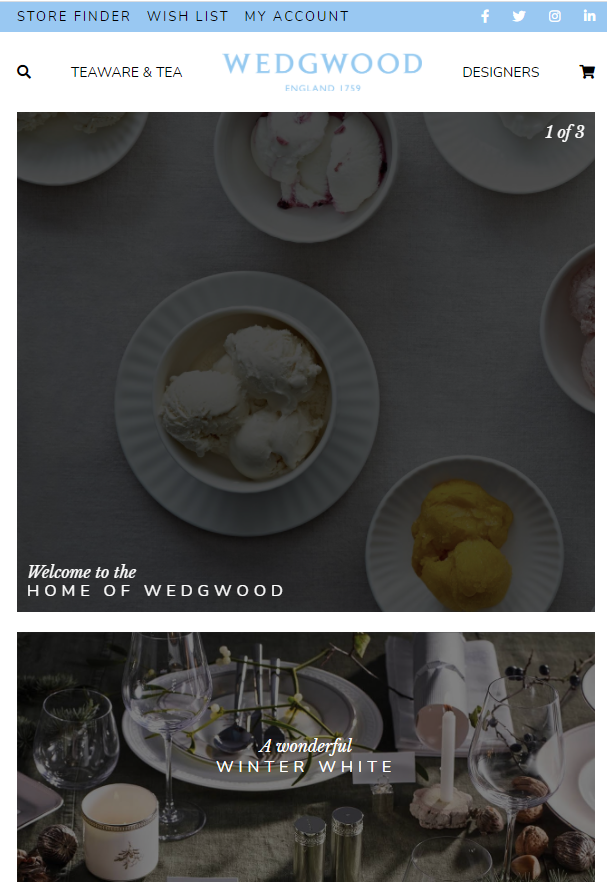 STORE FINDER WISH LIST MY ACCOUNT
TEAWARE & TEA
WEDGWOOD
ENGLAND 1759
DESIGNERS
1 of 3
Welcome to the
HOME OF WEDGWOOD
A wonderful
WINTER WHITE